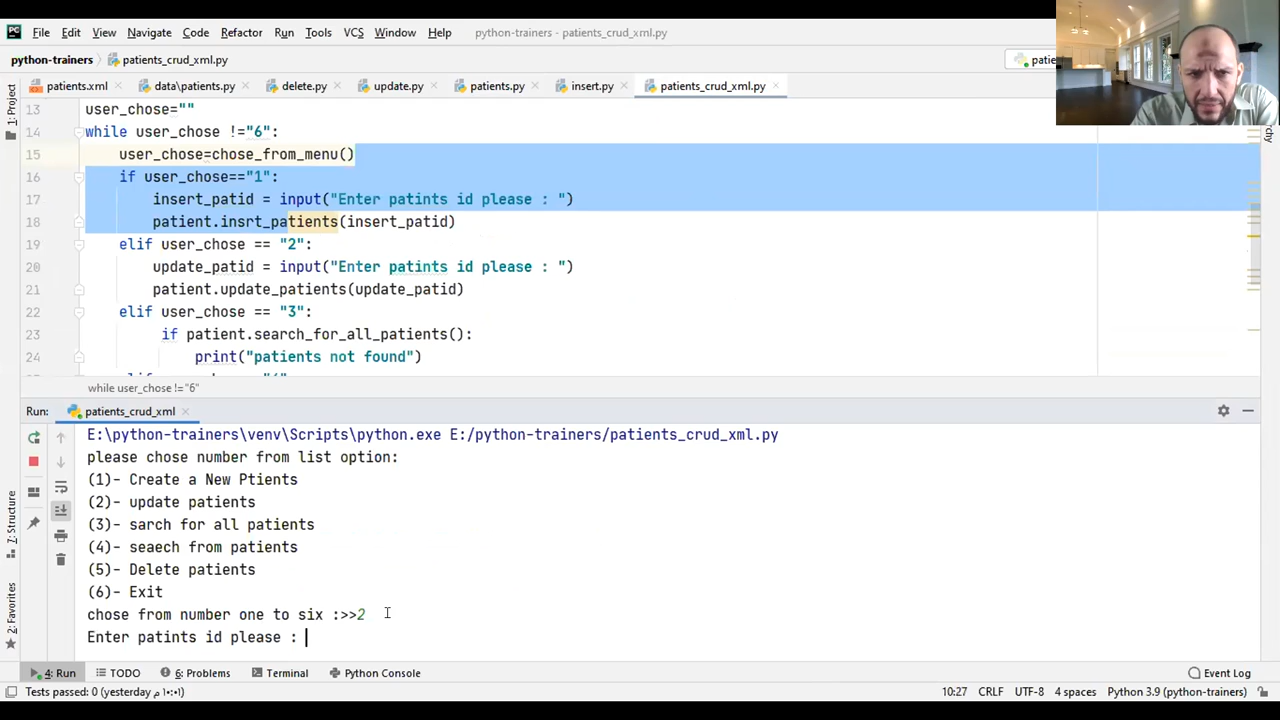 PC File Edit View Navigate Code Refactor Run Tools VCS Window Help python-trainers - patients_crud_xml.py
python-trainers patients_crud_xml.py
patients.xml data\patients.py delete.py update.py patients.py insert.py patients_crud_xml.py
1: Project
13 user_chose=""
14 while user_chose !="6":
15 user_chose=chose_from_menu()
16 if user_chose=="1":
17 insert_patid = input("Enter patints id please : ")
18 patient.insrt_patients(insert_patid)
19 elif user_chose == "2":
20 update_patid = input("Enter patints id please : ")
21 patient.update_patients(update_patid)
22 elif user_chose == "3":
23 if patient.search_for_all_patients():
24 print("patients not found")
while user_chose !="6"
Run: patients_crud_xml
E:\python-trainers\venv\Scripts\python.exe E:/python-trainers/patients_crud_xml.py
please chose number from list option:
(1)- Create a New Ptients
(2)- update patients
(3)- sarch for all patients
(4)- seaech from patients
(5)- Delete patients
(6)- Exit
chose from number one to six :>>2
Enter patints id please :
7: Structure
2: Favorites
4: Run TODO 6: Problems Terminal Python Console Event Log
10:27 CRLF UTF-8 4 spaces Python 3.9 (python-trainers)